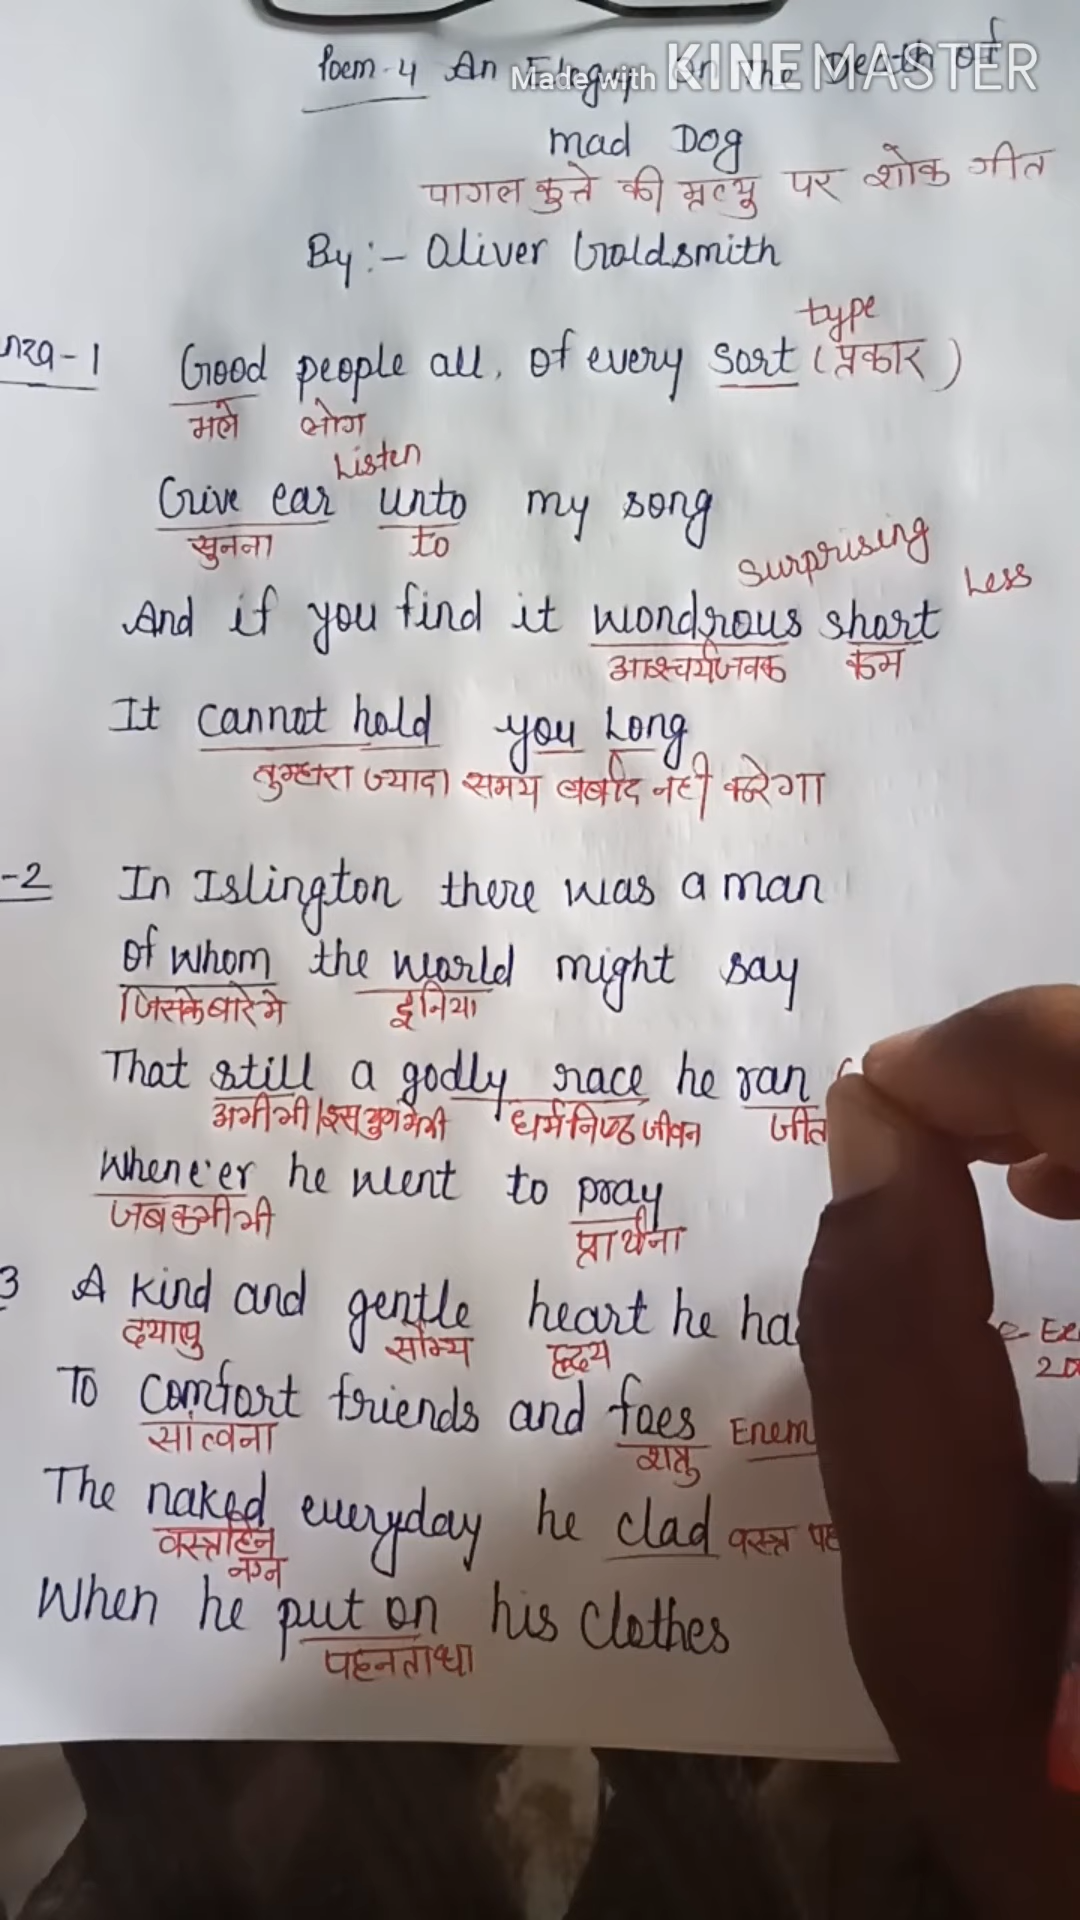 Poem-4 An Elegy on The Death of
Made with KINEMASTER
mad Dog
पागल कुत्ते की मृत्यु पर शोक गीत
By :- Oliver Goldsmith
type
nza-1 Good people all, of every sort (प्रकार)
भले लोग
Listen
Give ear unto my song
सुनना to
Surprising Less
And if you find it wondrous short
आश्चर्यजनक कम
It cannot hold you Long
तुम्हारा ज्यादा समय बर्बाद नही करेगा
-2 In Islington there was a man
of whom the world might say
जिसके बारे मे दुनिया
That still a godly race he ran
अभीभी/इस युग मे भी धर्मनिष्ठ जीवन जीत
Whene'er he went to pray
जबकभीभी प्रार्थना
3 A kind and gentle heart he ha
दयालु सौम्य हृदय
To comfort friends and foes Enem
सांत्वना शत्रु
The naked everyday he clad वस्त्र पह
वस्त्रहिन
नग्न
When he put on his clothes
पहनताथा